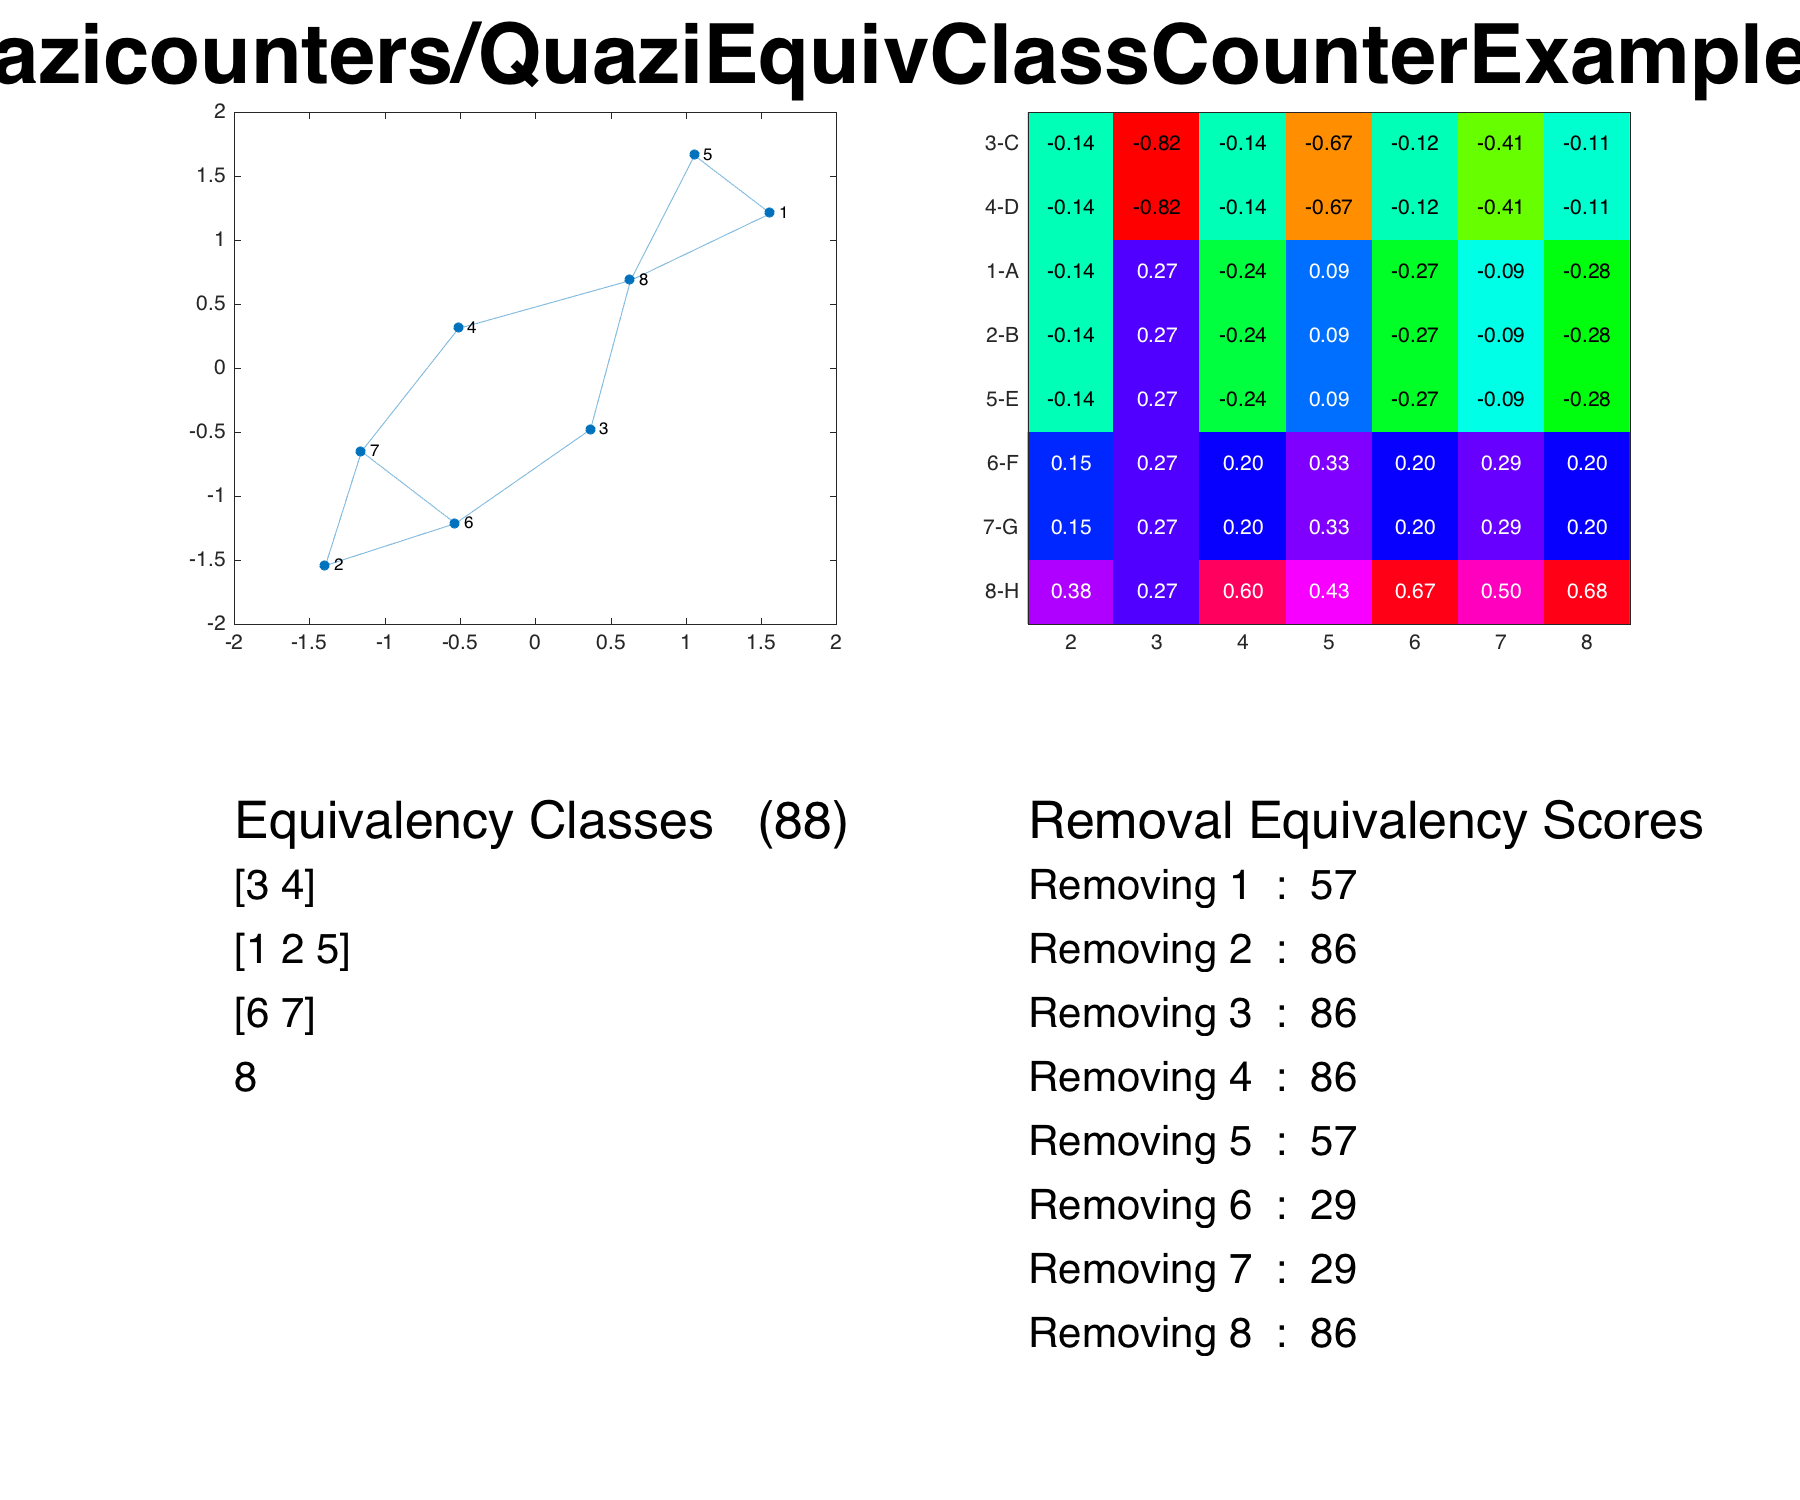 azicounters/QuaziEquivClassCounterExample
2
1.5
1
0.5
0
-0.5
-1
-1.5
-2
-2 -1.5 -1 -0.5 0 0.5 1 1.5 2
5
1
8
4
3
7
6
2
3-C -0.14 -0.82 -0.14 -0.67 -0.12 -0.41 -0.11
4-D -0.14 -0.82 -0.14 -0.67 -0.12 -0.41 -0.11
1-A -0.14 0.27 -0.24 0.09 -0.27 -0.09 -0.28
2-B -0.14 0.27 -0.24 0.09 -0.27 -0.09 -0.28
5-E -0.14 0.27 -0.24 0.09 -0.27 -0.09 -0.28
6-F 0.15 0.27 0.20 0.33 0.20 0.29 0.20
7-G 0.15 0.27 0.20 0.33 0.20 0.29 0.20
8-H 0.38 0.27 0.60 0.43 0.67 0.50 0.68
2 3 4 5 6 7 8
Equivalency Classes (88)
[3 4]
[1 2 5]
[6 7]
8
Removal Equivalency Scores
Removing 1 : 57
Removing 2 : 86
Removing 3 : 86
Removing 4 : 86
Removing 5 : 57
Removing 6 : 29
Removing 7 : 29
Removing 8 : 86